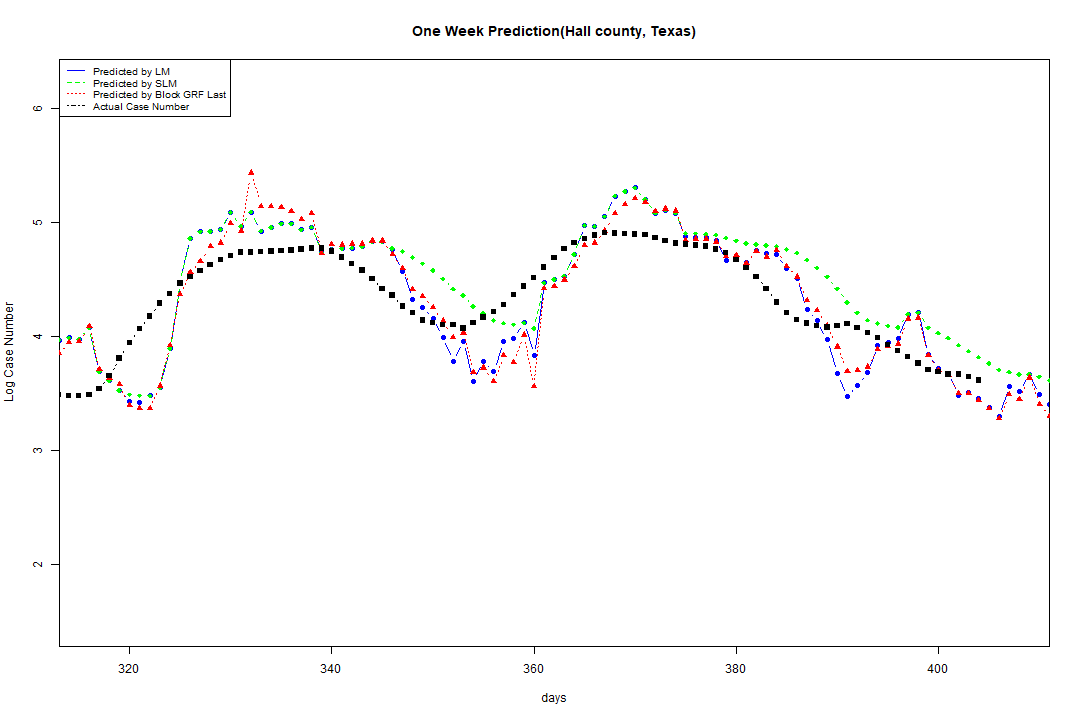 One Week Prediction(Hall county, Texas)
Predicted by LM
Predicted by SLM
Predicted by Block GRF Last
Actual Case Number
6
5
4
3
2
Log Case Number
320 340 360 380 400
days